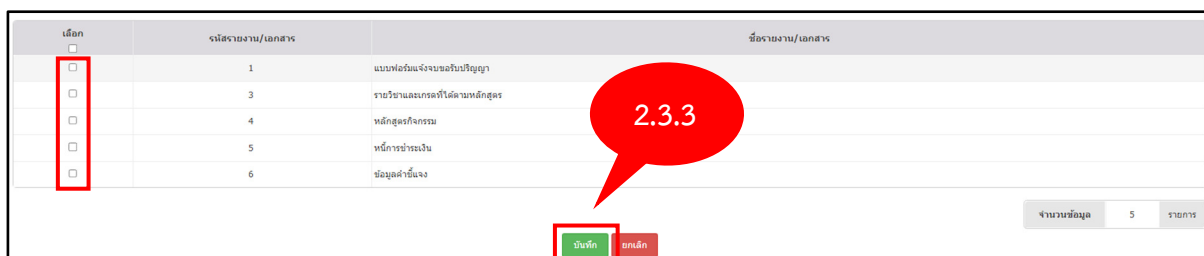 เลือก
รหัสรายงาน/เอกสาร
ชื่อรายงาน/เอกสาร
1 แบบฟอร์มแจ้งจบขอรับปริญญา
3 รายวิชาและเกรดที่ได้ตามหลักสูตร
4 หลักสูตรกิจกรรม
5 หนี้การชำระเงิน
6 ข้อมูลคำชี้แจง
2.3.3
จำนวนข้อมูล 5 รายการ
บันทึก ยกเลิก